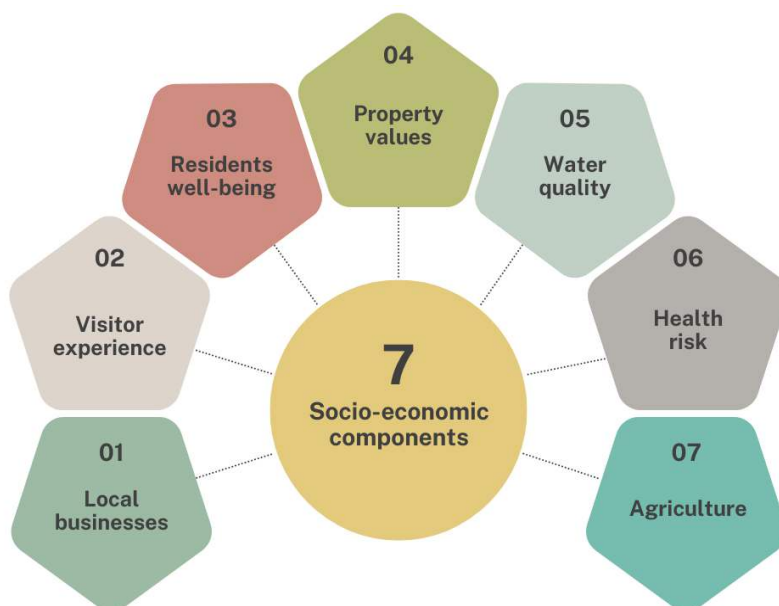 01
Local
businesses
02
Visitor
experience
03
Residents
well-being
04
Property
values
05
Water
quality
06
Health
risk
07
Agriculture
7
Socio-economic
components